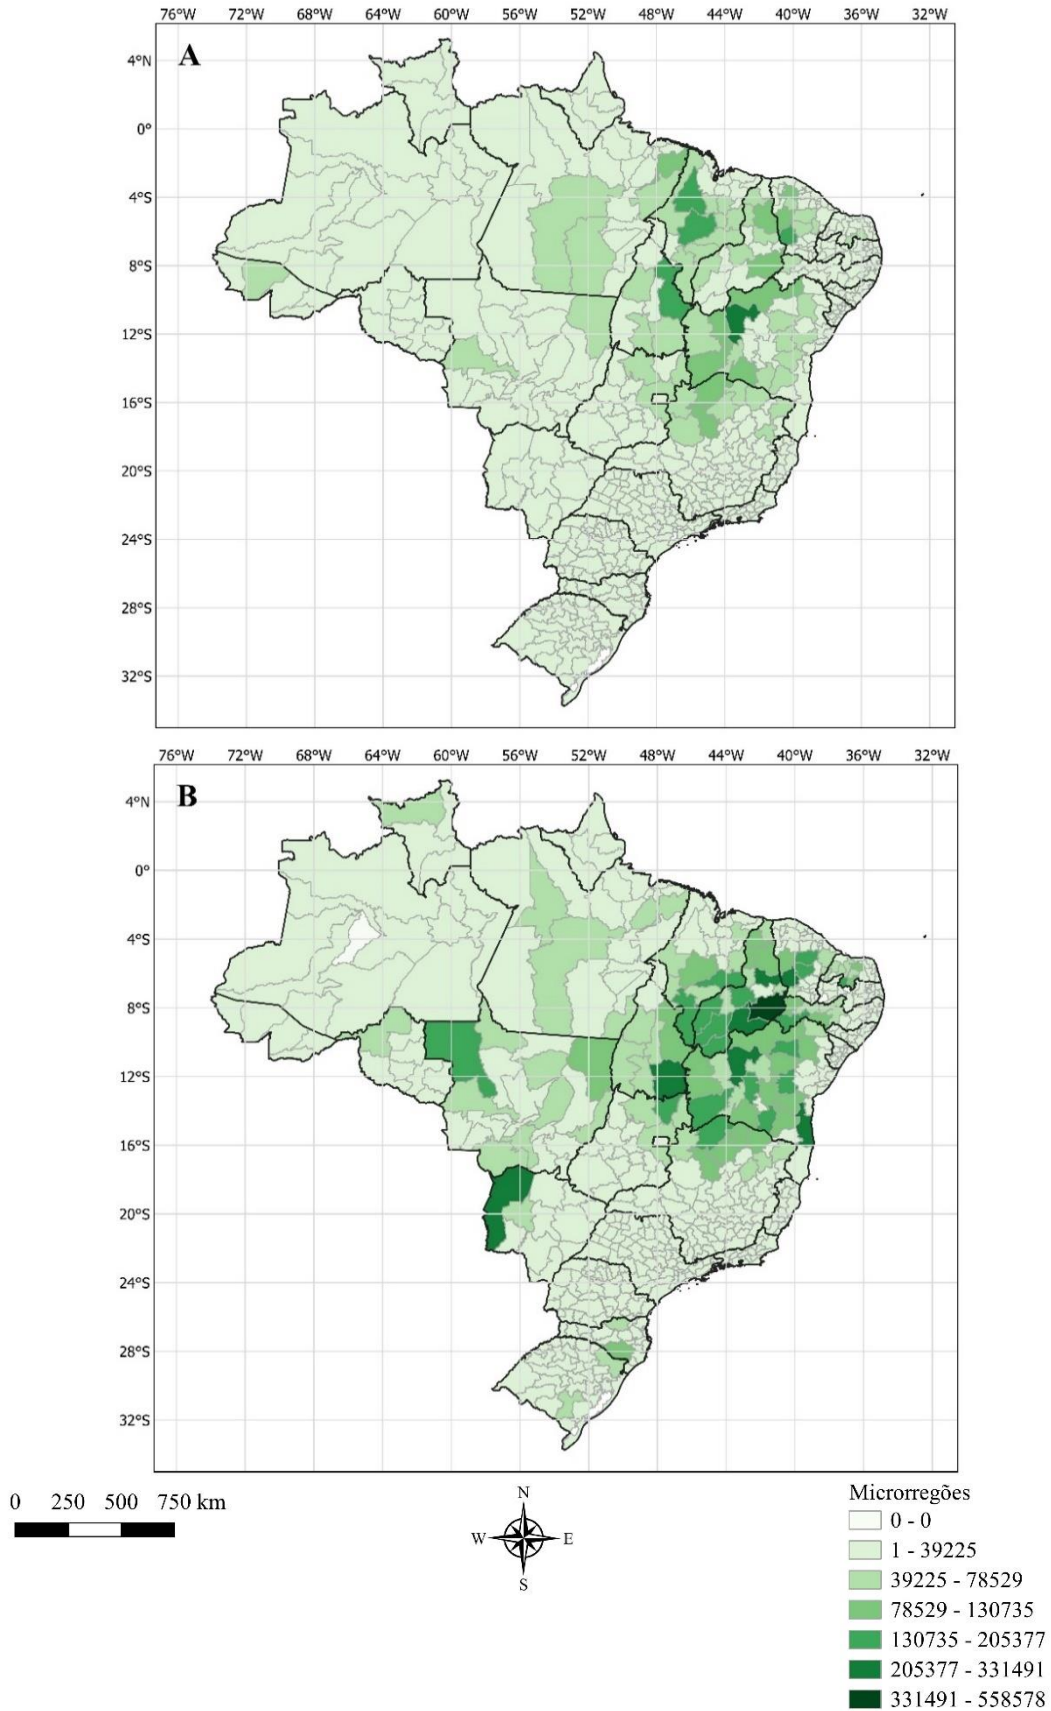 76°W 72°W 68°W 64°W 60°W 56°W 52°W 48°W 44°W 40°W 36°W 32°W
A
4°N
0°
4°S
8°S
12°S
16°S
20°S
24°S
28°S
32°S
76°W 72°W 68°W 64°W 60°W 56°W 52°W 48°W 44°W 40°W 36°W 32°W
B
4°N
0°
4°S
8°S
12°S
16°S
20°S
24°S
28°S
32°S
0 250 500 750 km
N
W E
S
Microrregões
0 - 0
1 - 39225
39225 - 78529
78529 - 130735
130735 - 205377
205377 - 331491
331491 - 558578